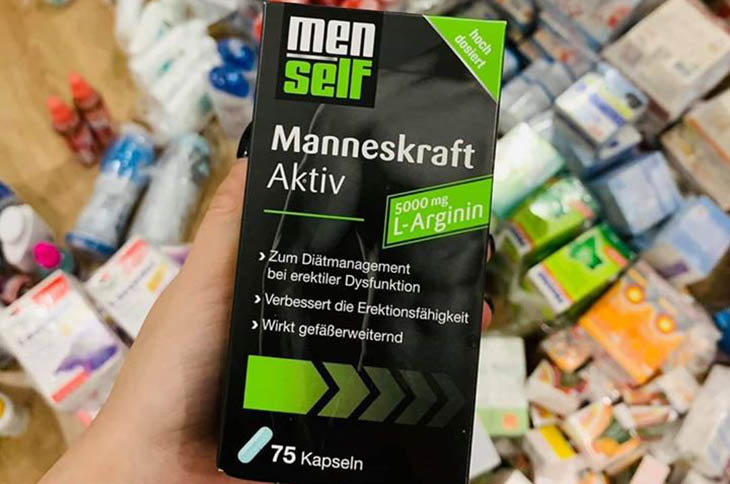 men
self
hoch
dosiert
Manneskraft
Aktiv
5000 mg
L-Arginin
› Zum Diätmanagement
bei erektiler Dysfunktion
› Verbessert die Erektionsfähigkeit
› Wirkt gefäßerweiternd
75 Kapseln